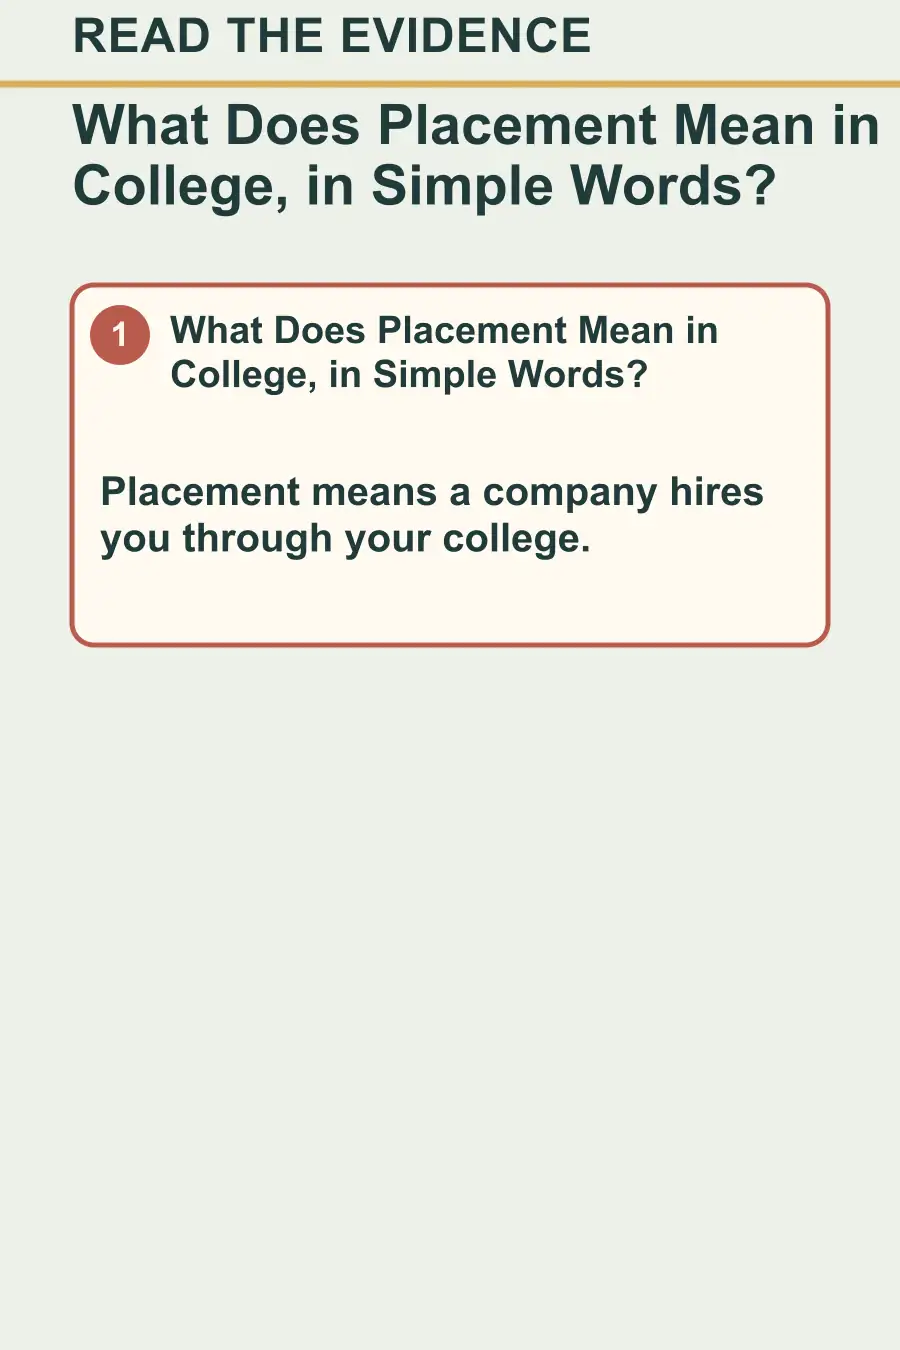 READ THE EVIDENCE
What Does Placement Mean in
College, in Simple Words?
1
What Does Placement Mean in
College, in Simple Words?
Placement means a company hires
you through your college.